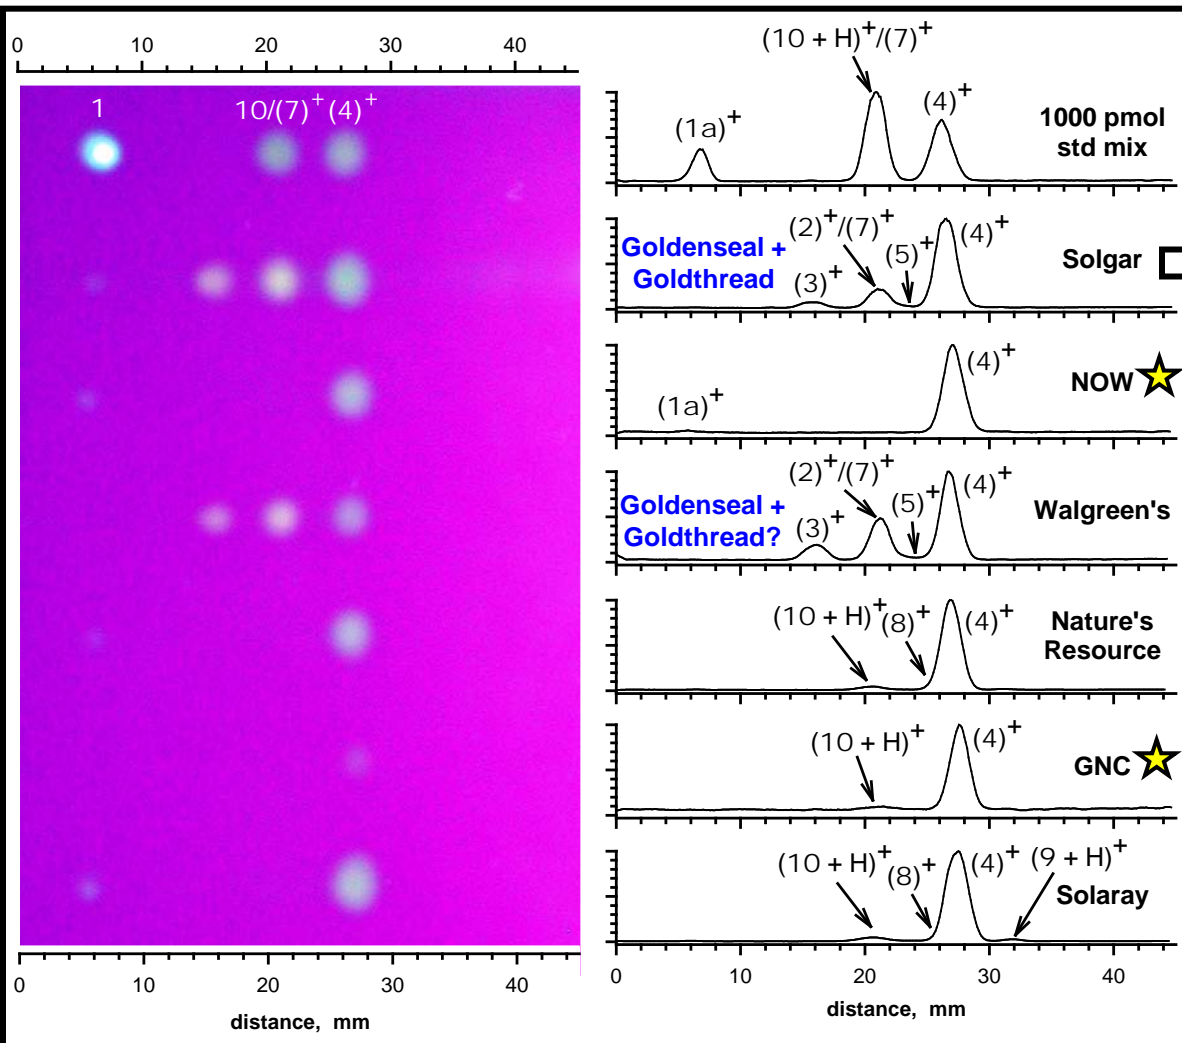 0 10 20 30 40
1 10/(7)+ (4)+
0 10 20 30 40
distance, mm
(10 + H)+/(7)+
(1a)+
(4)+
1000 pmol
std mix
Goldenseal +
Goldthread
(3)+
(2)+/(7)+
(5)+
(4)+
Solgar
(1a)+
(4)+
NOW
Goldenseal +
Goldthread?
(3)+
(2)+/(7)+
(5)+
(4)+
Walgreen's
(10 + H)+
(8)+
(4)+
Nature's
Resource
(10 + H)+
(4)+
GNC
(10 + H)+
(8)+
(4)+
(9 + H)+
Solaray
0 10 20 30 40
distance, mm